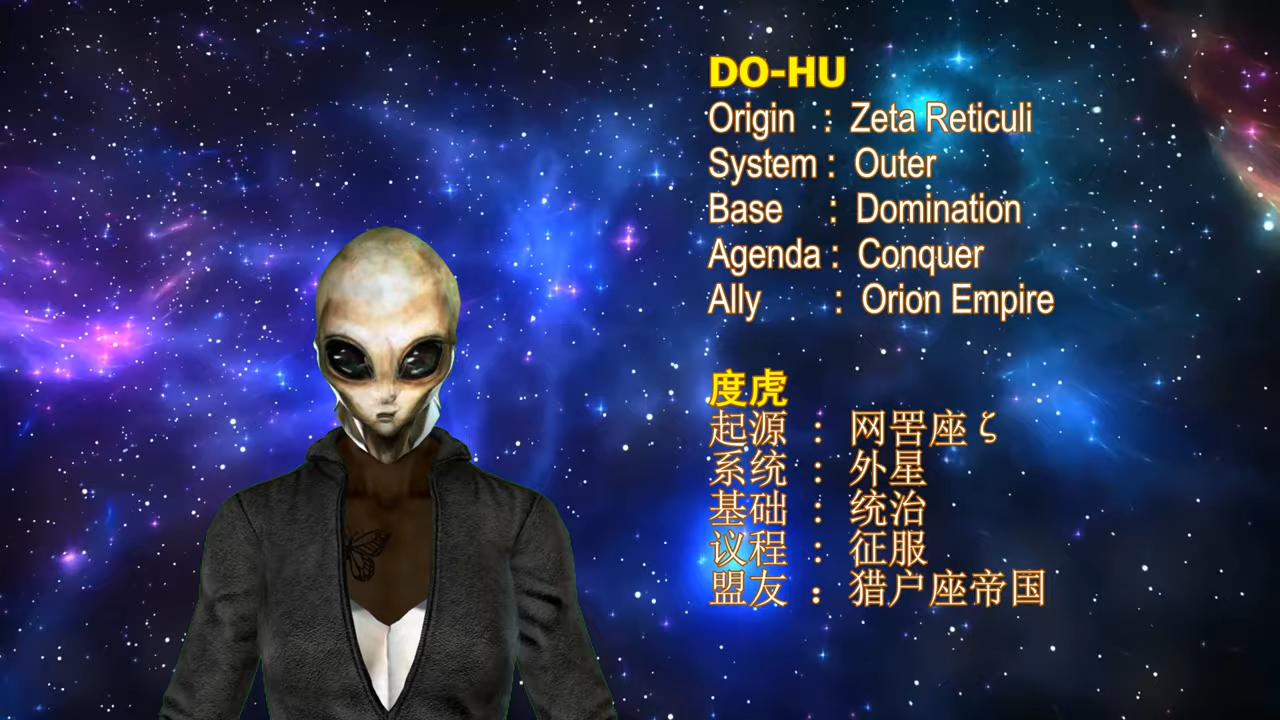 DO-HU
Origin : Zeta Reticuli
System : Outer
Base : Domination
Agenda : Conquer
Ally : Orion Empire
度虎
起源 : 网罟座 ζ
系统 : 外星
基础 : 统治
议程 : 征服
盟友 : 猎户座帝国